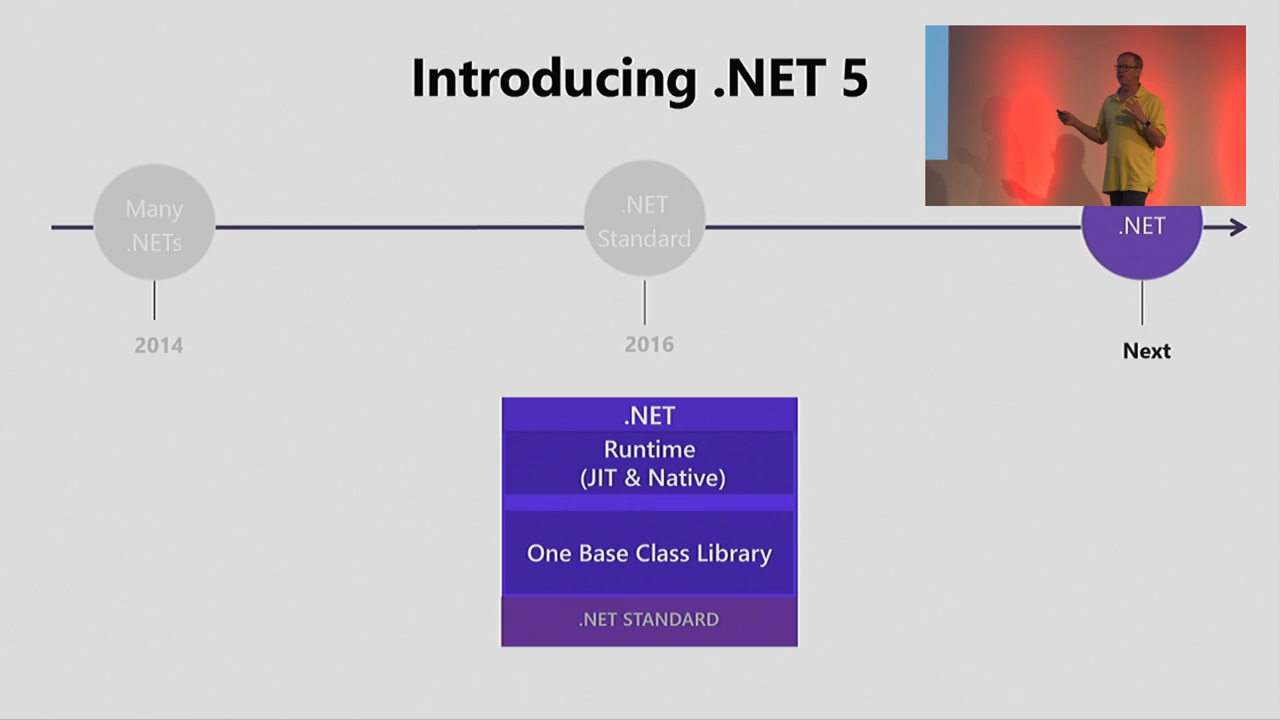 Introducing .NET 5
Many
.NETs
.NET
Standard
.NET
2014
2016
Next
.NET
Runtime
(JIT & Native)
One Base Class Library
.NET STANDARD